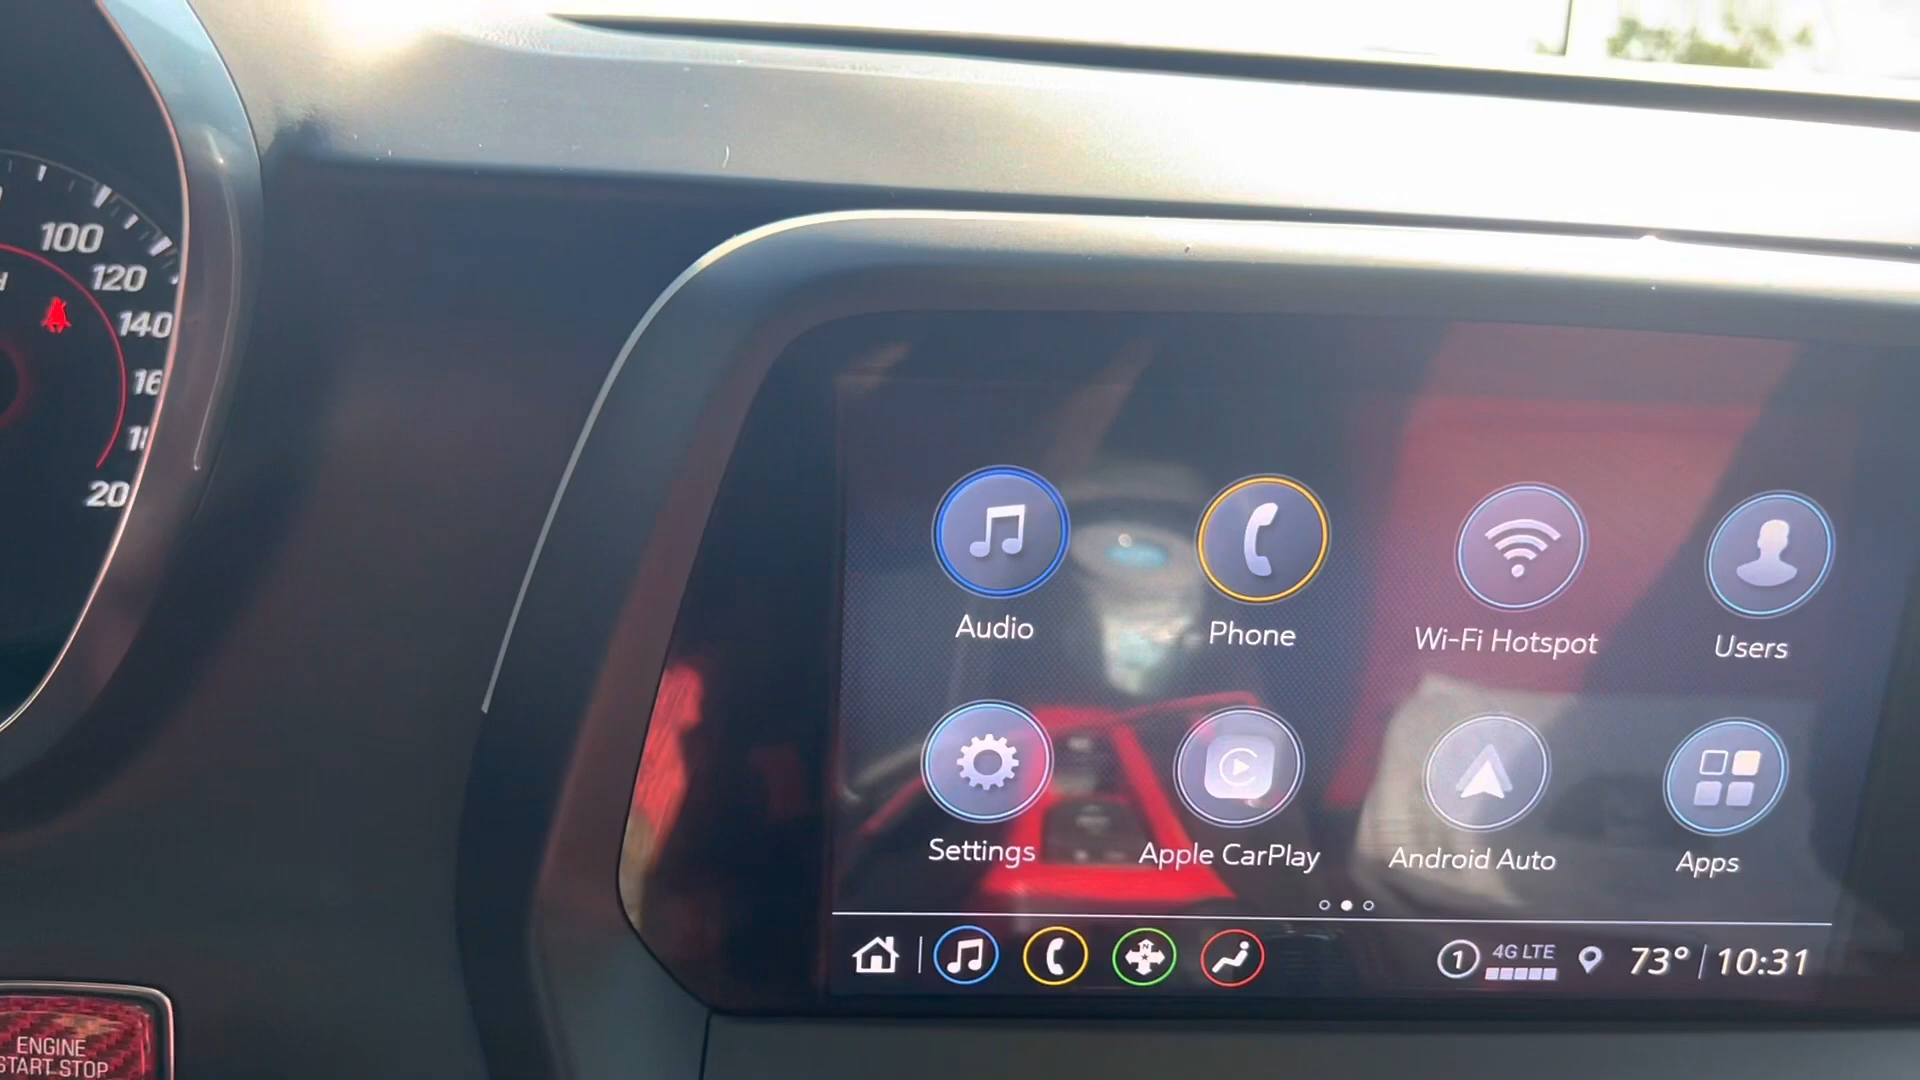 100
120
140
16
20
Audio
Phone
Wi-Fi Hotspot
Users
Settings
Apple CarPlay
Android Auto
Apps
1
4G LTE
73°
10:31
ENGINE
START STOP